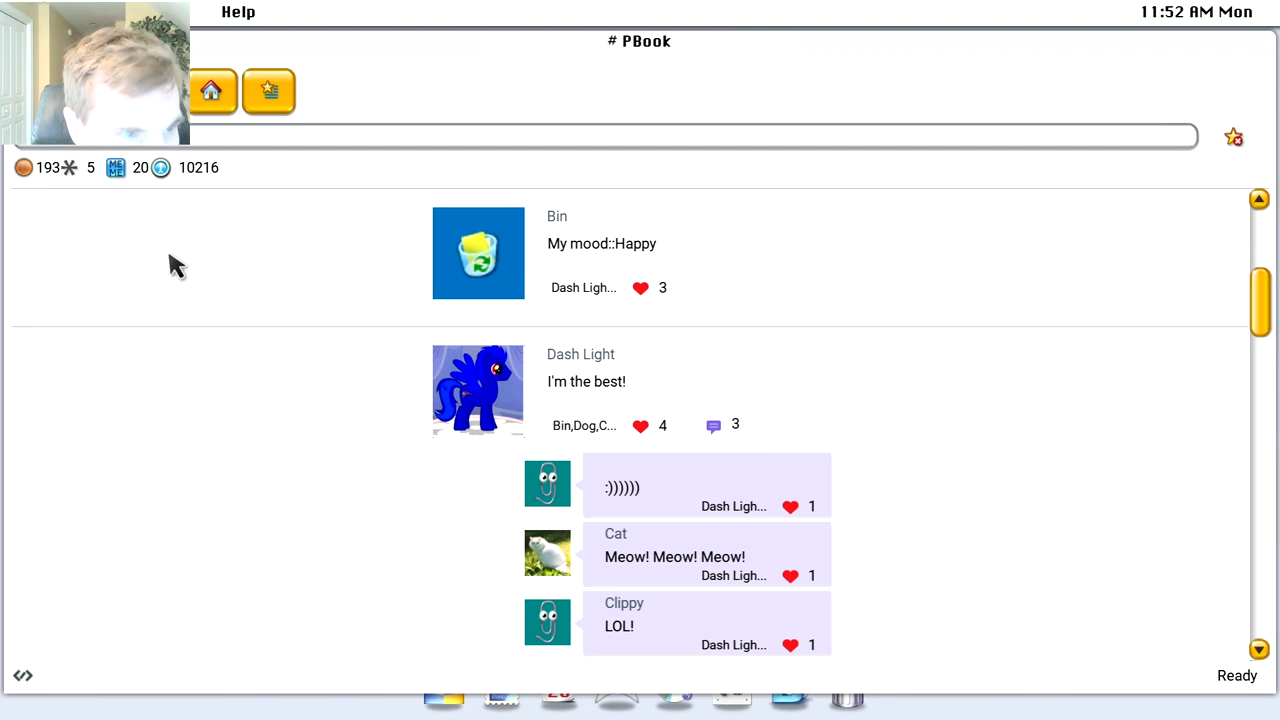 Help
11:52 AM Mon
# PBook
193 5 ME ME 20 10216
Bin
My mood::Happy
Dash Ligh... 3
Dash Light
I'm the best!
Bin,Dog,C... 4 3
:))))))
Dash Ligh... 1
Cat
Meow! Meow! Meow!
Dash Ligh... 1
Clippy
LOL!
Dash Ligh... 1
Ready